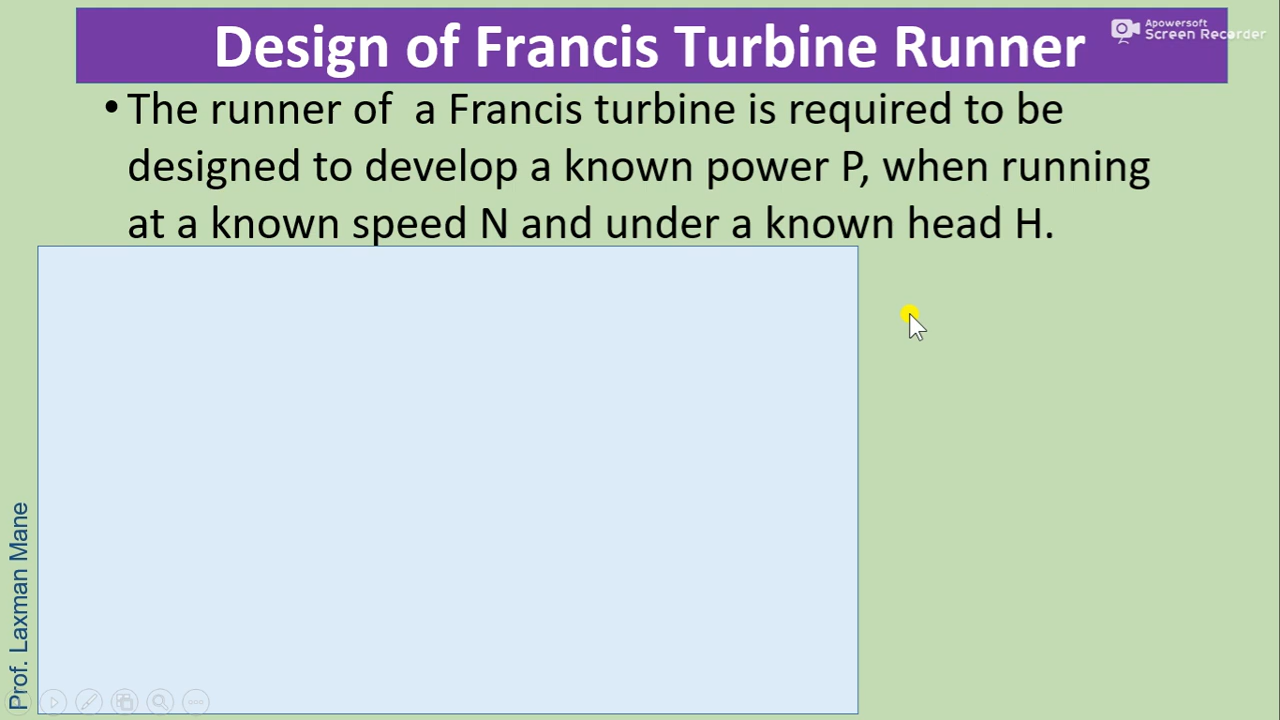 Design of Francis Turbine Runner
Apowersoft
Screen Recorder
• The runner of a Francis turbine is required to be
designed to develop a known power P, when running
at a known speed N and under a known head H.
Prof. Laxman Mane